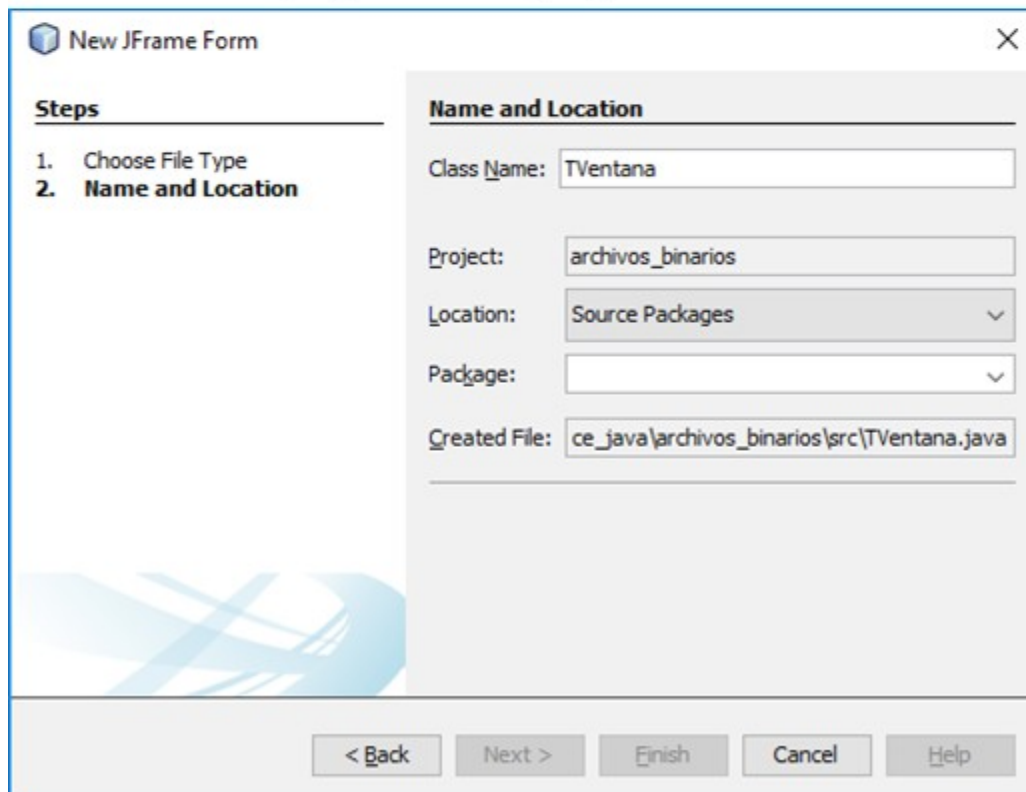 New JFrame Form
Steps
1. Choose File Type
2. Name and Location
Name and Location
Class Name: TVentana
Project: archivos_binarios
Location: Source Packages
Package:
Created File: ce_java\archivos_binarios\src\TVentana.java
< Back Next > Finish Cancel Help